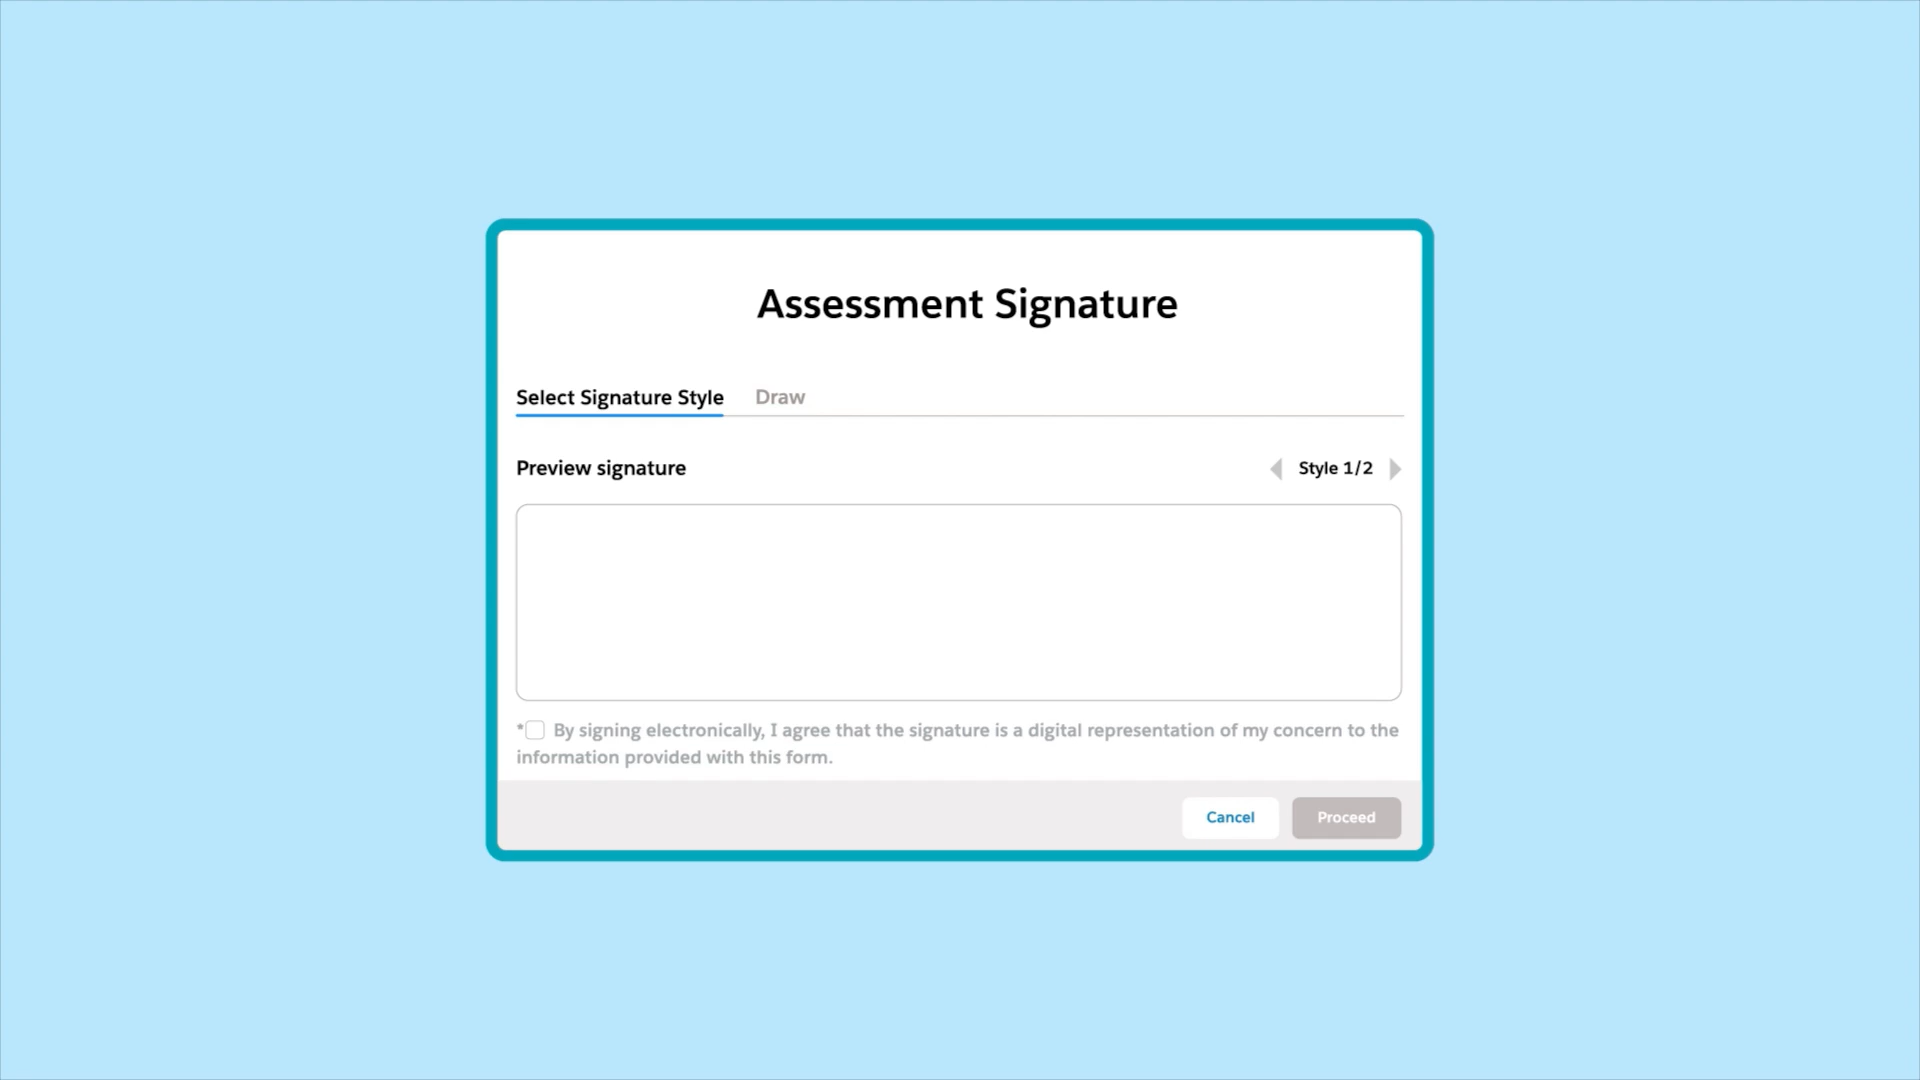 Assessment Signature
Select Signature Style Draw
Preview signature Style 1/2
* By signing electronically, I agree that the signature is a digital representation of my concern to the
information provided with this form.
Cancel Proceed